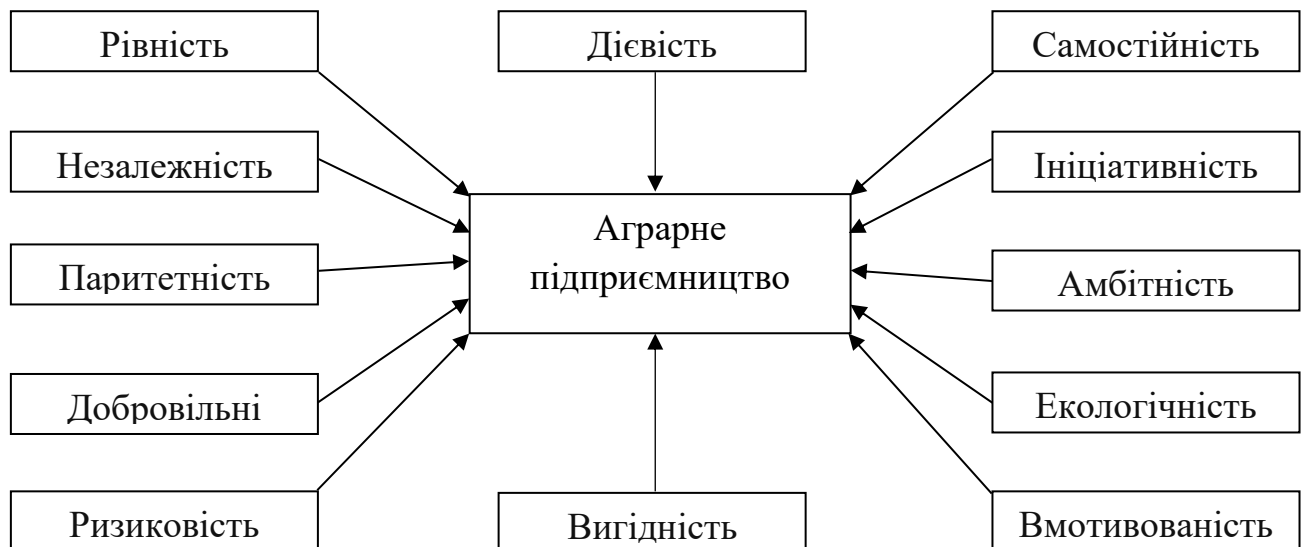 Рівність
Дієвість
Самостійність
Незалежність
Ініціативність
Аграрне
підприємництво
Паритетність
Амбітність
Добровільні
Екологічність
Ризиковість
Вигідність
Вмотивованість